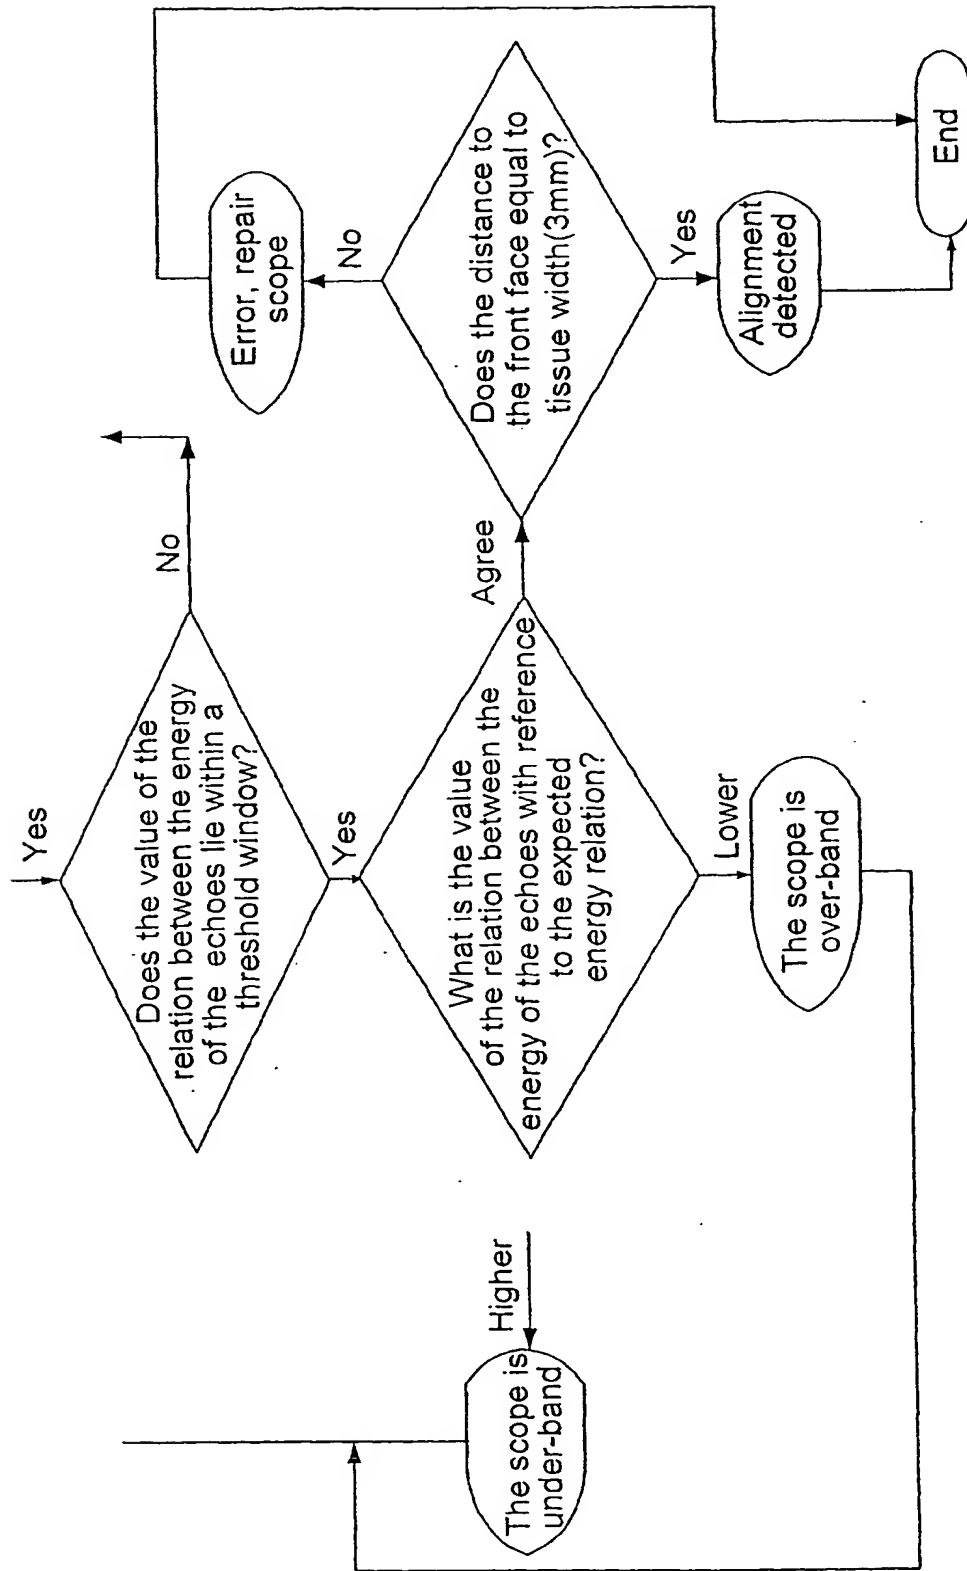 Yes
Does the value of the
relation between the energy
of the echoes lie within a
threshold window?
No
Yes
What is the value
of the relation between the
energy of the echoes with reference
to the expected
energy relation?
Higher
The scope is
under-band
Lower
The scope is
over-band
Agree
Does the distance to
the front face equal to
tissue width(3mm)?
No
Error, repair
scope
Yes
Alignment
detected
End